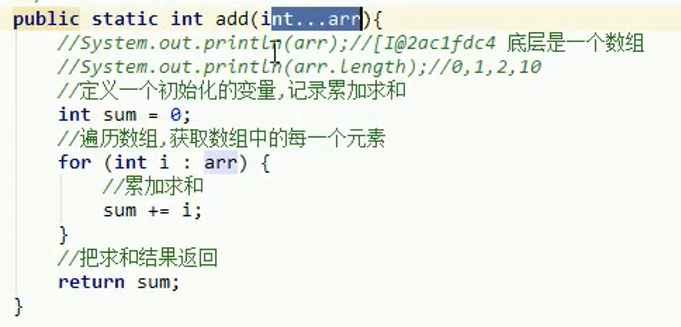 public static int add(int...arr){
//System.out.println(arr);//[I@2ac1fdc4 底层是一个数组
//System.out.println(arr.length);//0,1,2,10
//定义一个初始化的变量,记录累加求和
int sum = 0;
//遍历数组,获取数组中的每一个元素
for (int i : arr) {
//累加求和
sum += i;
}
//把求和结果返回
return sum;
}